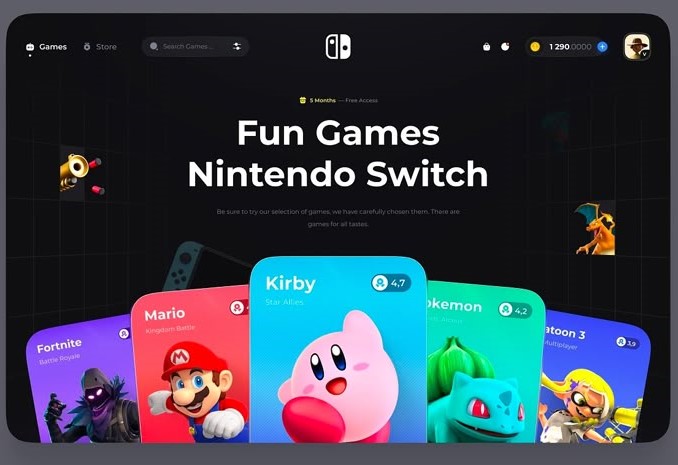 Games
Store
Search Games...
1 290.0000
5 Months — Free Access
Fun Games
Nintendo Switch
Be sure to try our selection of games, we have carefully chosen them. There are
games for all tastes.
Fortnite
Battle Royale
Mario
Kingdom Battle
Kirby
Star Allies
4,7
okemon
4,2
atoon 3
Multiplayer
3,9